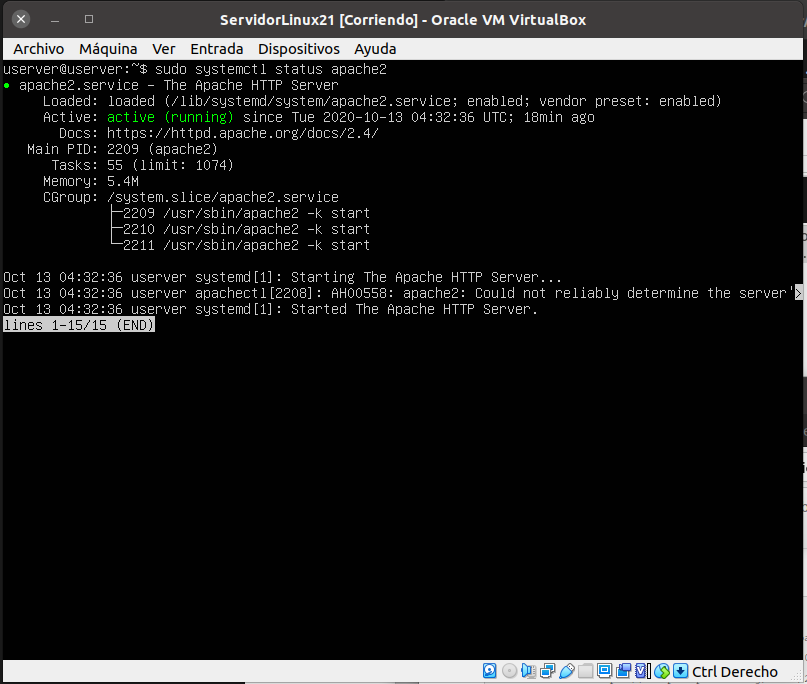 ServidorLinux21 [Corriendo] - Oracle VM VirtualBox
Archivo Máquina Ver Entrada Dispositivos Ayuda
userver@userver:~$ sudo systemctl status apache2
● apache2.service - The Apache HTTP Server
Loaded: loaded (/lib/systemd/system/apache2.service; enabled; vendor preset: enabled)
Active: active (running) since Tue 2020-10-13 04:32:36 UTC; 18min ago
Docs: https://httpd.apache.org/docs/2.4/
Main PID: 2209 (apache2)
Tasks: 55 (limit: 1074)
Memory: 5.4M
CGroup: /system.slice/apache2.service
├─2209 /usr/sbin/apache2 -k start
├─2210 /usr/sbin/apache2 -k start
└─2211 /usr/sbin/apache2 -k start
Oct 13 04:32:36 userver systemd[1]: Starting The Apache HTTP Server...
Oct 13 04:32:36 userver apachectl[2208]: AH00558: apache2: Could not reliably determine the server'>
Oct 13 04:32:36 userver systemd[1]: Started The Apache HTTP Server.
lines 1-15/15 (END)
Ctrl Derecho